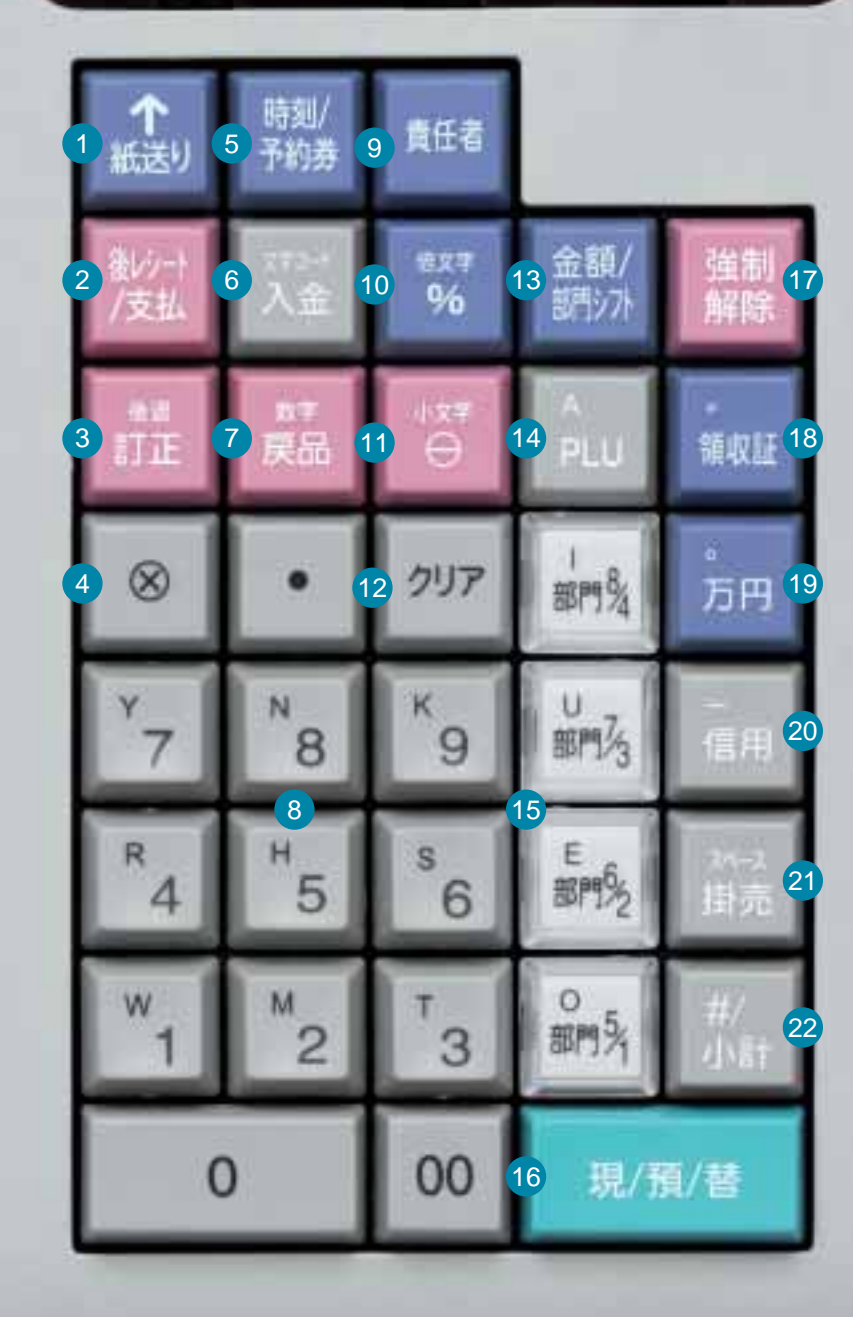 ↑
紙送り
1
時刻/
予約券
5
責任者
9
後レシート
/支払
2
入金
6
倍文字
%
10
金額/
部門シフト
13
強制
解除
17
後退
訂正
3
数字
戻品
7
小文字
⊖
11
A
PLU
14
領収証
18
⊗
4
•
クリア
12
I
部門8/4
万円
19
Y
7
N
8
K
9
U
部門7/3
信用
20
8
15
R
4
H
5
S
6
E
部門6/2
スペース
掛売
21
W
1
M
2
T
3
O
部門5/1
#/
小計
22
0
00
16
現/預/替